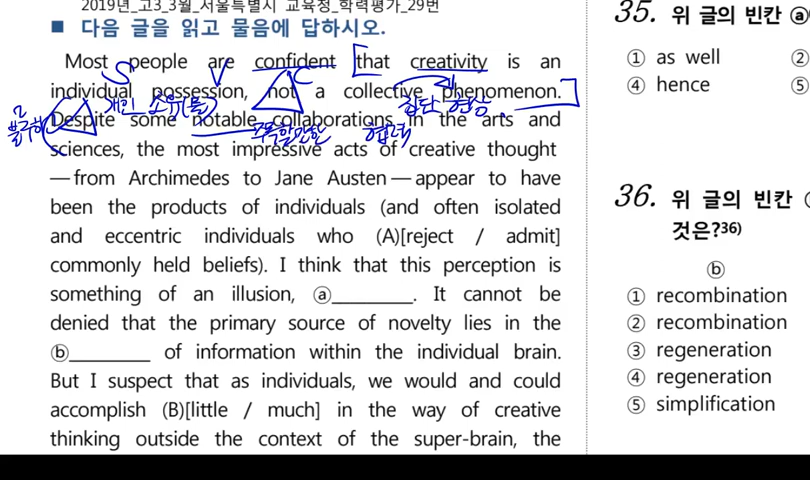 2019년_고3_3월_서울특별시 교육청_학력평가_29번
■ 다음 글을 읽고 물음에 답하시오.
Most people are confident that creativity is an
S V C
individual possession, not a collective phenomenon.
개인 소유(물) 집단 현상
Despite some notable collaborations in the arts and
주목할만한 협력
sciences, the most impressive acts of creative thought
—from Archimedes to Jane Austen—appear to have
been the products of individuals (and often isolated
and eccentric individuals who (A)[reject / admit]
commonly held beliefs). I think that this perception is
something of an illusion, ⓐ________. It cannot be
denied that the primary source of novelty lies in the
ⓑ________ of information within the individual brain.
But I suspect that as individuals, we would and could
accomplish (B)[little / much] in the way of creative
thinking outside the context of the super-brain, the
35. 위 글의 빈칸 ⓐ
① as well ②
④ hence ⑤
36. 위 글의 빈칸
것은?36)
ⓑ
① recombination
② recombination
③ regeneration
④ regeneration
⑤ simplification